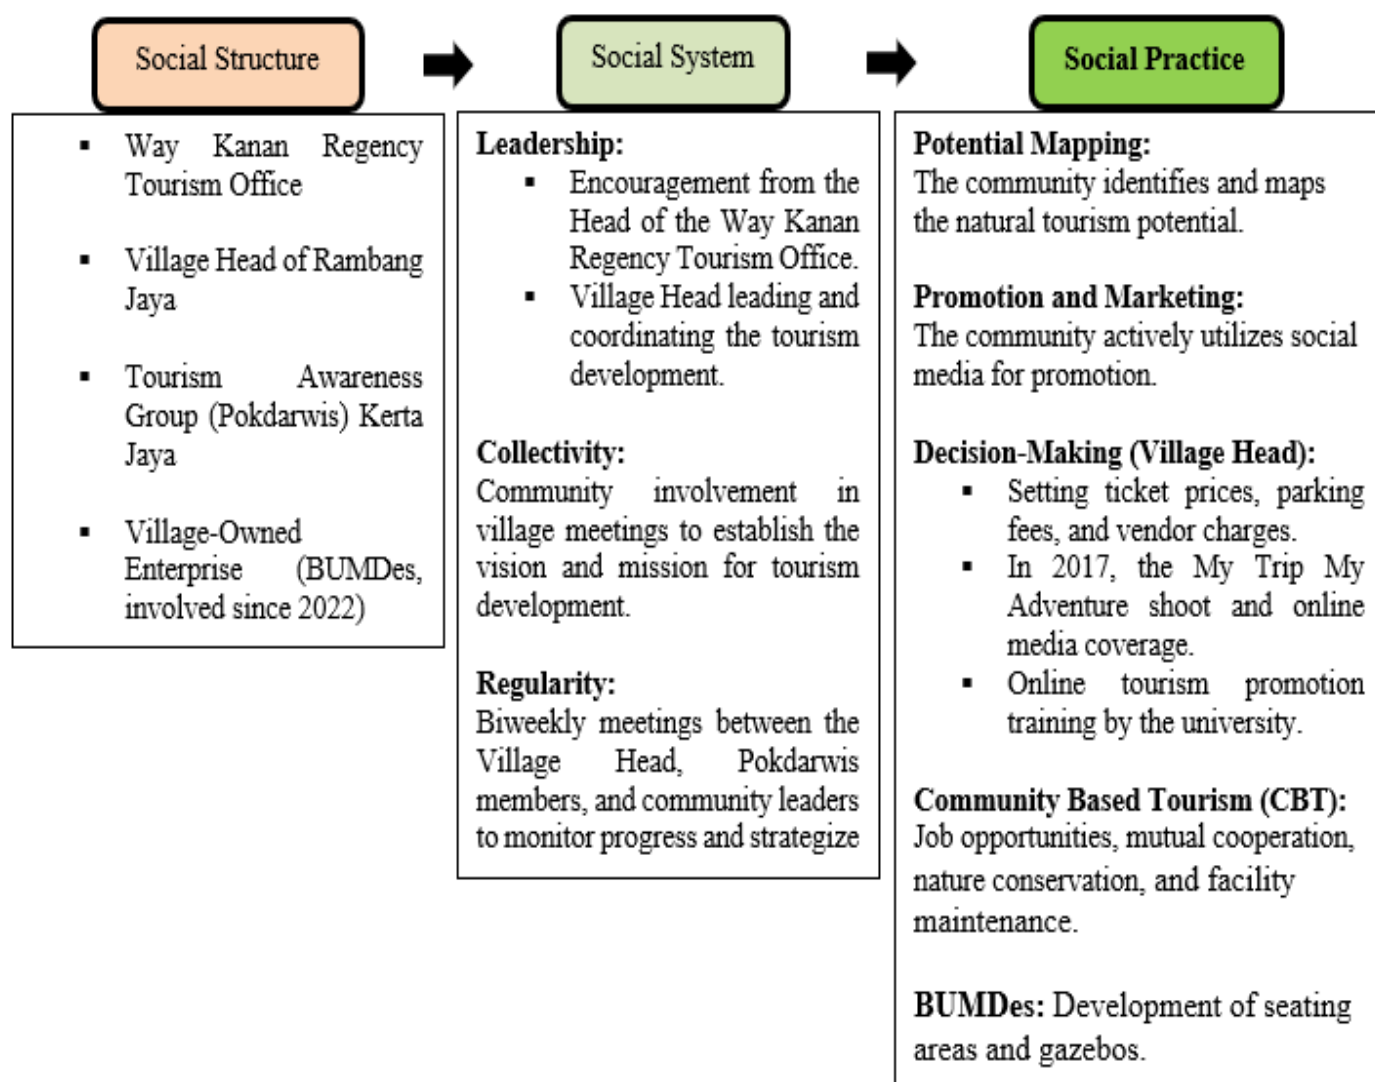 Social Structure
Social System
Social Practice
▪ Way Kanan Regency
Tourism Office
▪ Village Head of Rambang
Jaya
▪ Tourism Awareness
Group (Pokdarwis) Kerta
Jaya
▪ Village-Owned
Enterprise (BUMDes,
involved since 2022)
Leadership:
▪ Encouragement from the
Head of the Way Kanan
Regency Tourism Office.
▪ Village Head leading and
coordinating the tourism
development.
Collectivity:
Community involvement in
village meetings to establish the
vision and mission for tourism
development.
Regularity:
Biweekly meetings between the
Village Head, Pokdarwis
members, and community leaders
to monitor progress and strategize
Potential Mapping:
The community identifies and maps
the natural tourism potential.
Promotion and Marketing:
The community actively utilizes social
media for promotion.
Decision-Making (Village Head):
▪ Setting ticket prices, parking
fees, and vendor charges.
▪ In 2017, the My Trip My
Adventure shoot and online
media coverage.
▪ Online tourism promotion
training by the university.
Community Based Tourism (CBT):
Job opportunities, mutual cooperation,
nature conservation, and facility
maintenance.
BUMDes: Development of seating
areas and gazebos.